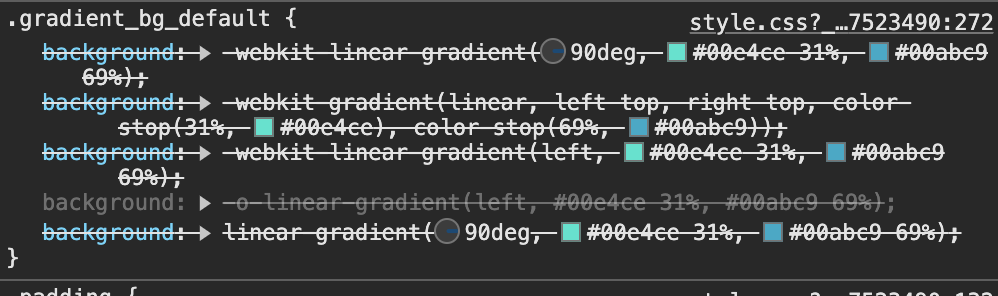 .gradient_bg_default {
style.css?_…7523490:272
background: ▶ -webkit-linear-gradient( 90deg, #00e4ce 31%, #00abc9
69%);
background: ▶ -webkit-gradient(linear, left top, right top, color-
stop(31%, #00e4ce), color-stop(69%, #00abc9));
background: ▶ -webkit-linear-gradient(left, #00e4ce 31%, #00abc9
69%);
background: ▶ -o-linear-gradient(left, #00e4ce 31%, #00abc9 69%);
background: ▶ linear-gradient( 90deg, #00e4ce 31%, #00abc9 69%);
}
.padding {